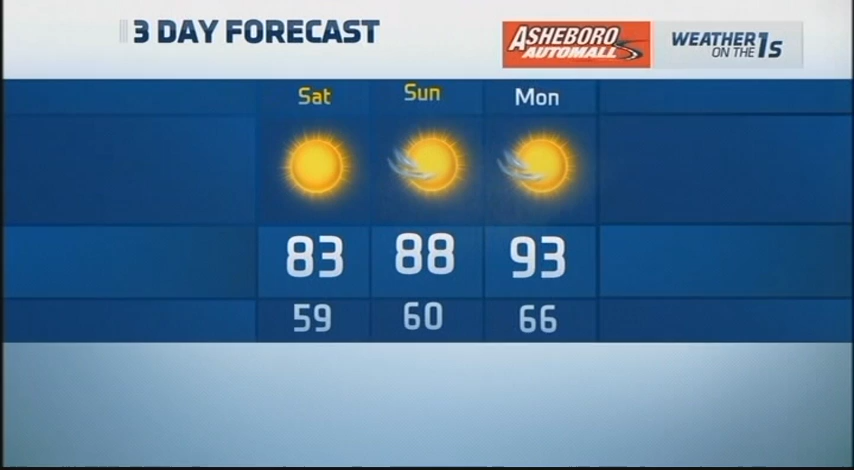 3 DAY FORECAST
ASHEBORO
AUTOMALL
WEATHER
ON THE 1s
Sat Sun Mon
83 88 93
59 60 66